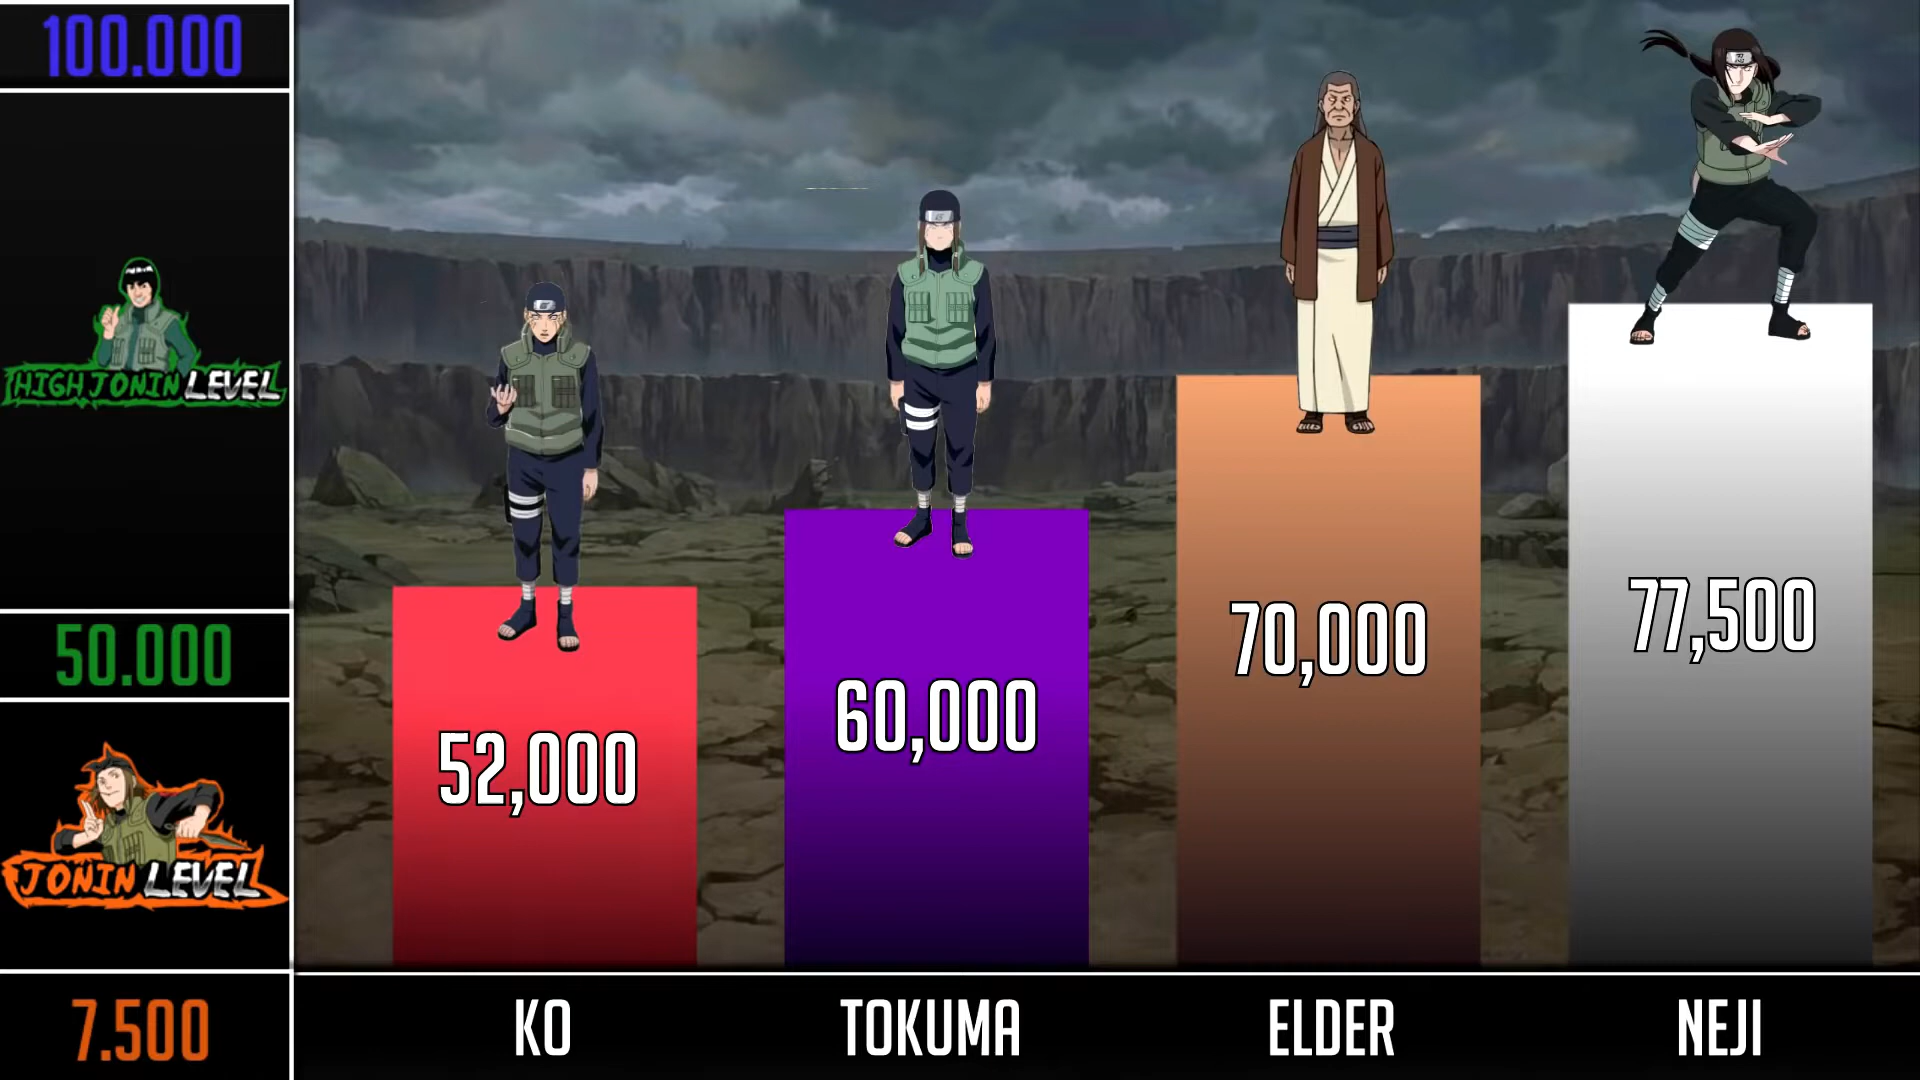 100.000
HIGH JONIN LEVEL
50.000
JONIN LEVEL
7.500
52,000
60,000
70,000
77,500
KO
TOKUMA
ELDER
NEJI